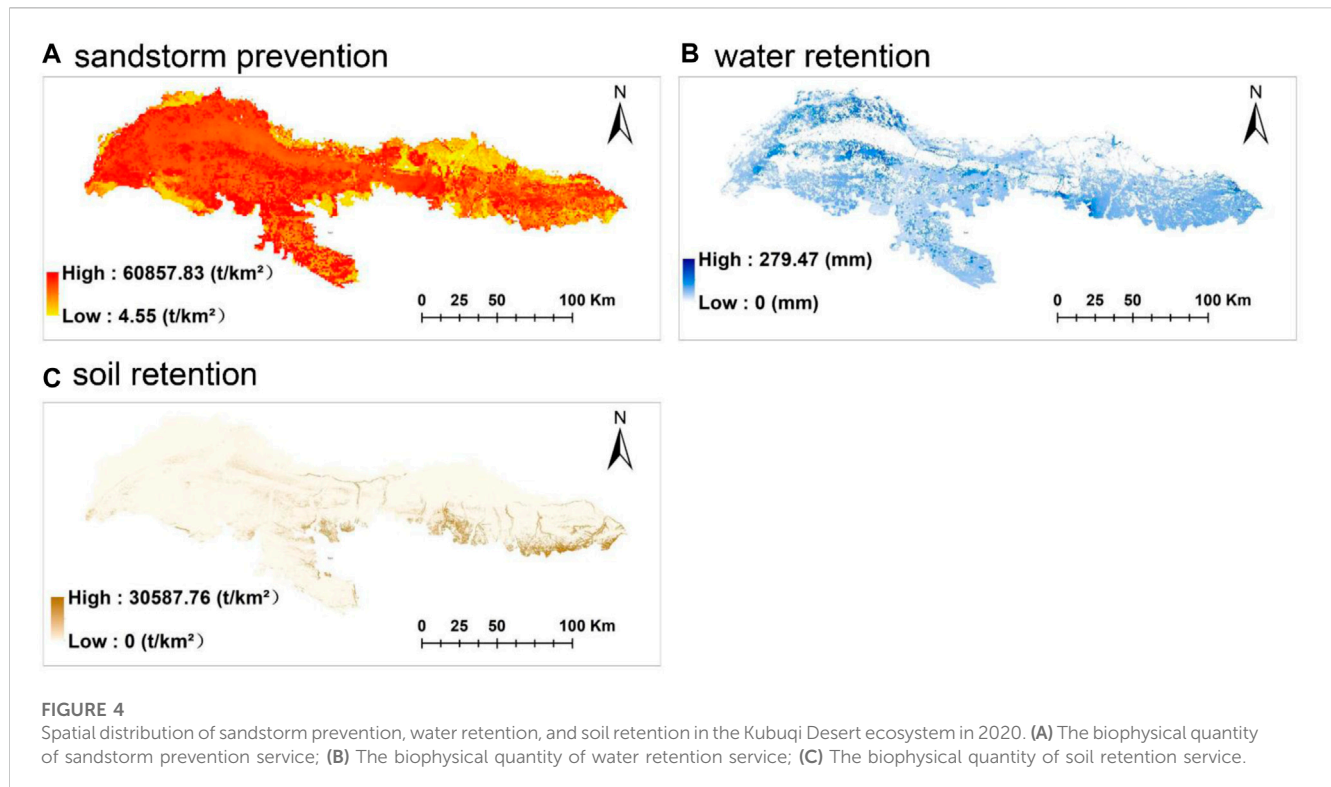 A sandstorm prevention
N
High : 60857.83 (t/km²）
Low : 4.55 (t/km²）
0 25 50 100 Km
B water retention
N
High : 279.47 (mm)
Low : 0 (mm)
0 25 50 100 Km
C soil retention
N
High : 30587.76 (t/km²）
Low : 0 (t/km²）
0 25 50 100 Km
FIGURE 4
Spatial distribution of sandstorm prevention, water retention, and soil retention in the Kubuqi Desert ecosystem in 2020. (A) The biophysical quantity
of sandstorm prevention service; (B) The biophysical quantity of water retention service; (C) The biophysical quantity of soil retention service.